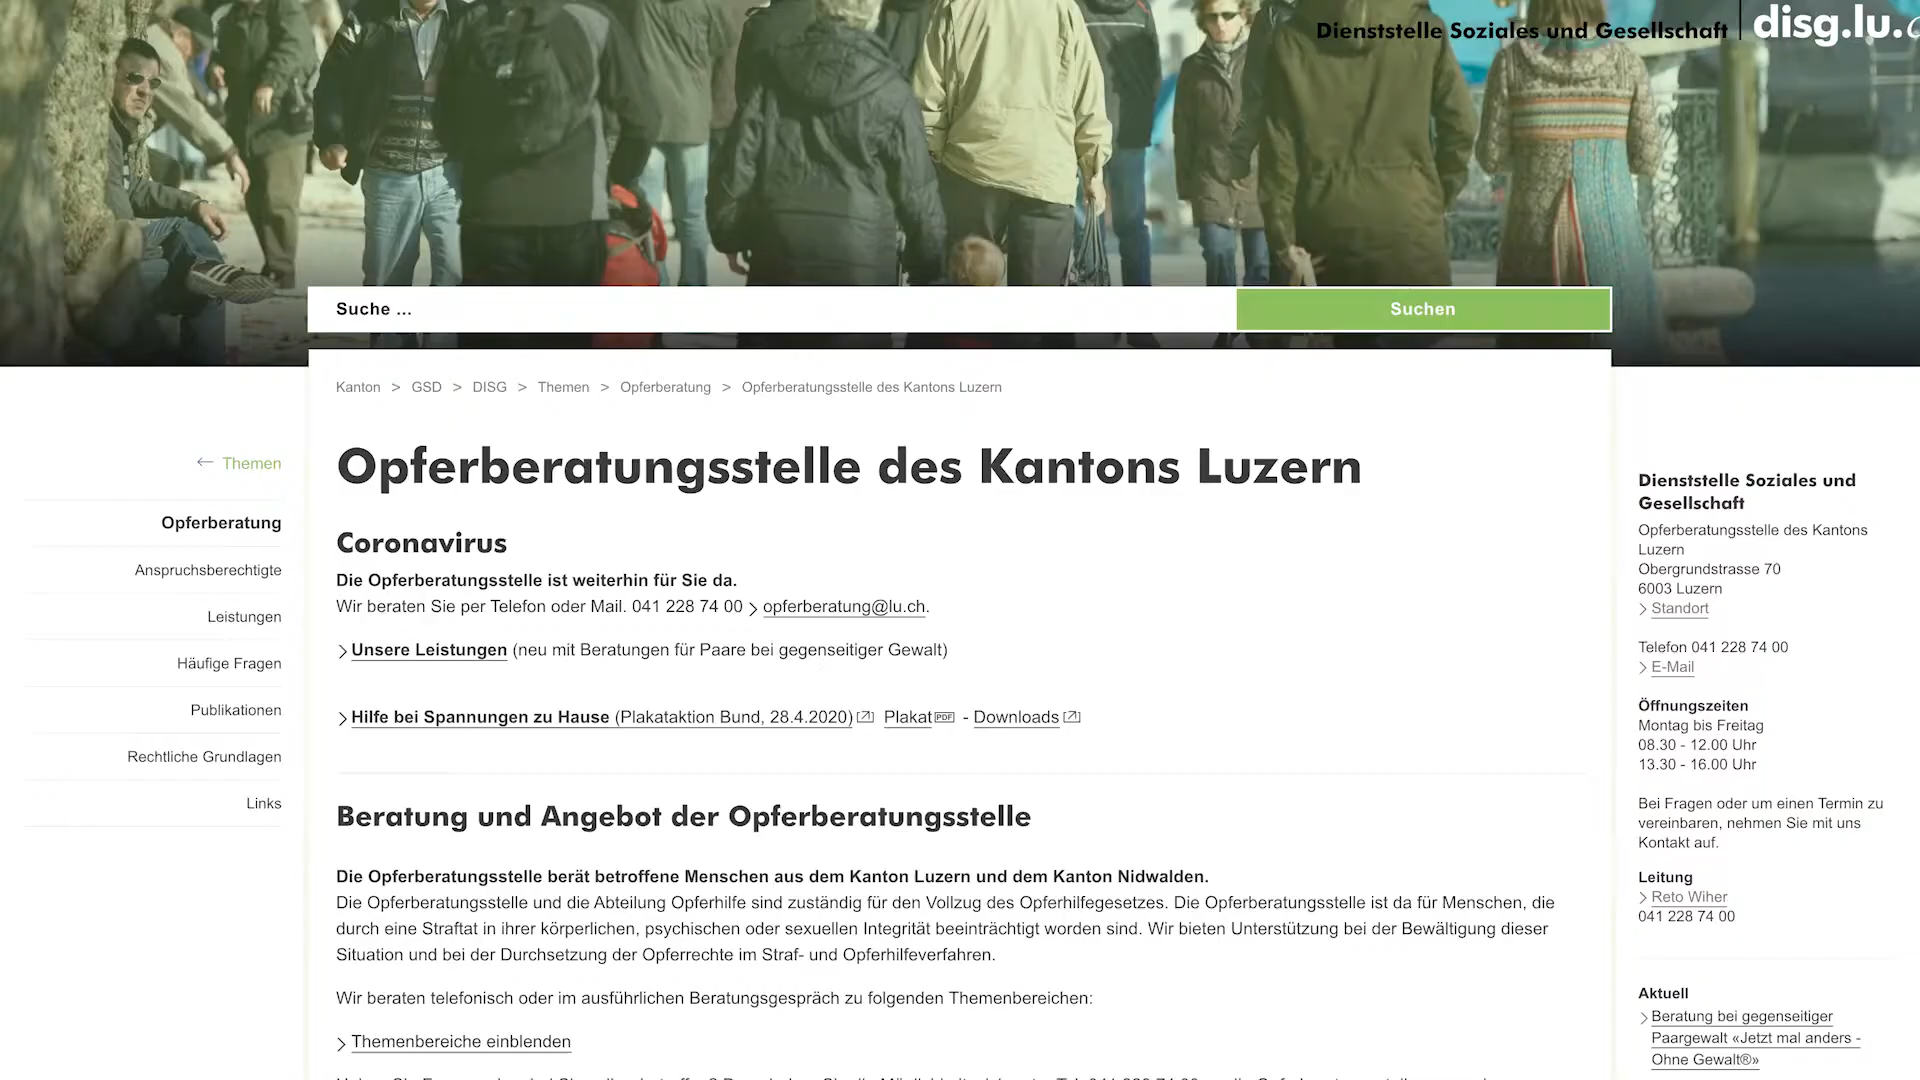 Dienststelle Soziales und Gesellschaft
disg.lu.
Suche ...
Suchen
Kanton > GSD > DISG > Themen > Opferberatung > Opferberatungsstelle des Kantons Luzern
← Themen
Opferberatung
Anspruchsberechtigte
Leistungen
Häufige Fragen
Publikationen
Rechtliche Grundlagen
Links
Opferberatungsstelle des Kantons Luzern
Coronavirus
Die Opferberatungsstelle ist weiterhin für Sie da.
Wir beraten Sie per Telefon oder Mail. 041 228 74 00 > opferberatung@lu.ch.
> Unsere Leistungen (neu mit Beratungen für Paare bei gegenseitiger Gewalt)
> Hilfe bei Spannungen zu Hause (Plakataktion Bund, 28.4.2020) Plakat PDF - Downloads
Beratung und Angebot der Opferberatungsstelle
Die Opferberatungsstelle berät betroffene Menschen aus dem Kanton Luzern und dem Kanton Nidwalden.
Die Opferberatungsstelle und die Abteilung Opferhilfe sind zuständig für den Vollzug des Opferhilfegesetzes. Die Opferberatungsstelle ist da für Menschen, die
durch eine Straftat in ihrer körperlichen, psychischen oder sexuellen Integrität beeinträchtigt worden sind. Wir bieten Unterstützung bei der Bewältigung dieser
Situation und bei der Durchsetzung der Opferrechte im Straf- und Opferhilfeverfahren.
Wir beraten telefonisch oder im ausführlichen Beratungsgespräch zu folgenden Themenbereichen:
> Themenbereiche einblenden
Dienststelle Soziales und
Gesellschaft
Opferberatungsstelle des Kantons
Luzern
Obergrundstrasse 70
6003 Luzern
> Standort
Telefon 041 228 74 00
> E-Mail
Öffnungszeiten
Montag bis Freitag
08.30 - 12.00 Uhr
13.30 - 16.00 Uhr
Bei Fragen oder um einen Termin zu
vereinbaren, nehmen Sie mit uns
Kontakt auf.
Leitung
> Reto Wiher
041 228 74 00
Aktuell
> Beratung bei gegenseitiger
Paargewalt «Jetzt mal anders -
Ohne Gewalt®»